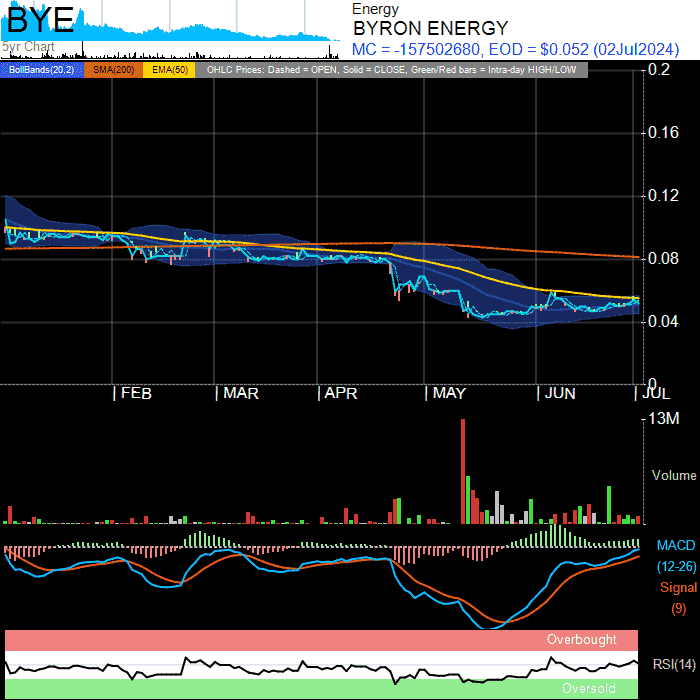 BYE
5yr Chart
Energy
BYRON ENERGY
MC = -157502680, EOD = $0.052 (02Jul2024)
BollBands(20,2) SMA(200) EMA(50) OHLC Prices: Dashed = OPEN, Solid = CLOSE, Green/Red bars = Intra-day HIGH/LOW
0.2
0.16
0.12
0.08
0.04
0
FEB MAR APR MAY JUN JUL
13M
Volume
MACD
(12-26)
Signal
(9)
Overbought
RSI(14)
Oversold